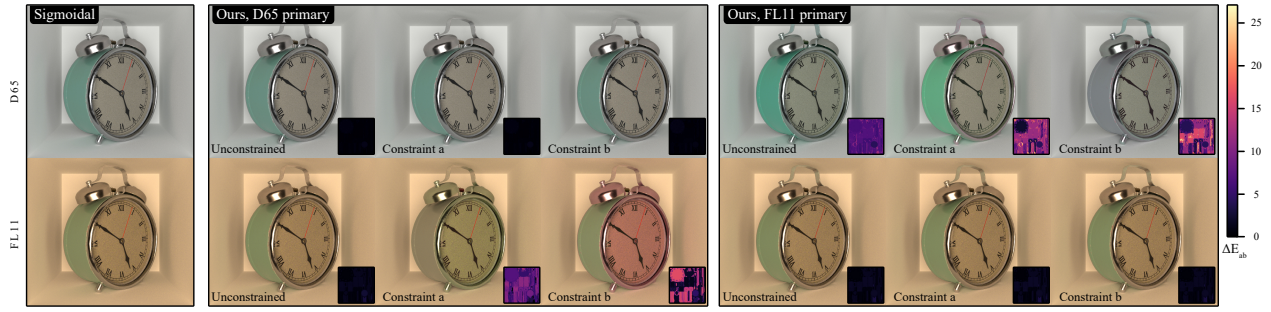 Sigmoidal
Ours, D65 primary
Ours, FL11 primary
D65
Unconstrained
Constraint a
Constraint b
Unconstrained
Constraint a
Constraint b
FL11
Unconstrained
Constraint a
Constraint b
Unconstrained
Constraint a
Constraint b
25
20
15
10
5
0
ΔE_ab